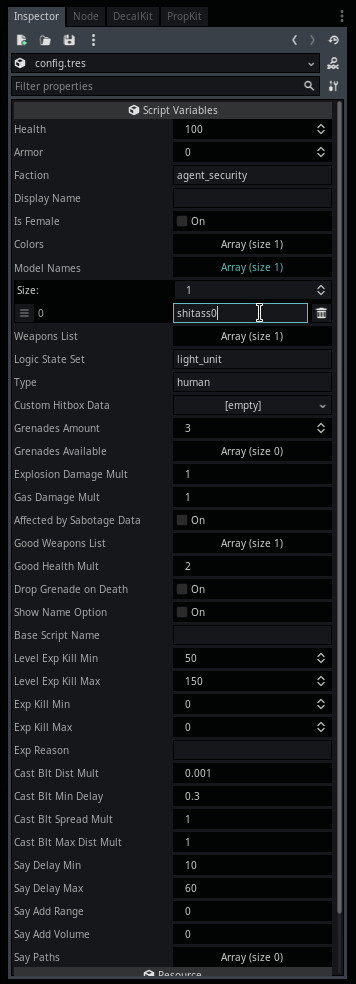 Inspector Node DecalKit PropKit
config.tres
Filter properties
Script Variables
Health 100
Armor 0
Faction agent_security
Display Name
Is Female On
Colors Array (size 1)
Model Names Array (size 1)
Size: 1
0 shitass0
Weapons List Array (size 1)
Logic State Set light_unit
Type human
Custom Hitbox Data [empty]
Grenades Amount 3
Grenades Available Array (size 0)
Explosion Damage Mult 1
Gas Damage Mult 1
Affected by Sabotage Data On
Good Weapons List Array (size 1)
Good Health Mult 2
Drop Grenade on Death On
Show Name Option On
Base Script Name
Level Exp Kill Min 50
Level Exp Kill Max 150
Exp Kill Min 0
Exp Kill Max 0
Exp Reason
Cast Blt Dist Mult 0.001
Cast Blt Min Delay 0.3
Cast Blt Spread Mult 1
Cast Blt Max Dist Mult 1
Say Delay Min 10
Say Delay Max 60
Say Add Range 0
Say Add Volume 0
Say Paths Array (size 0)
Resource